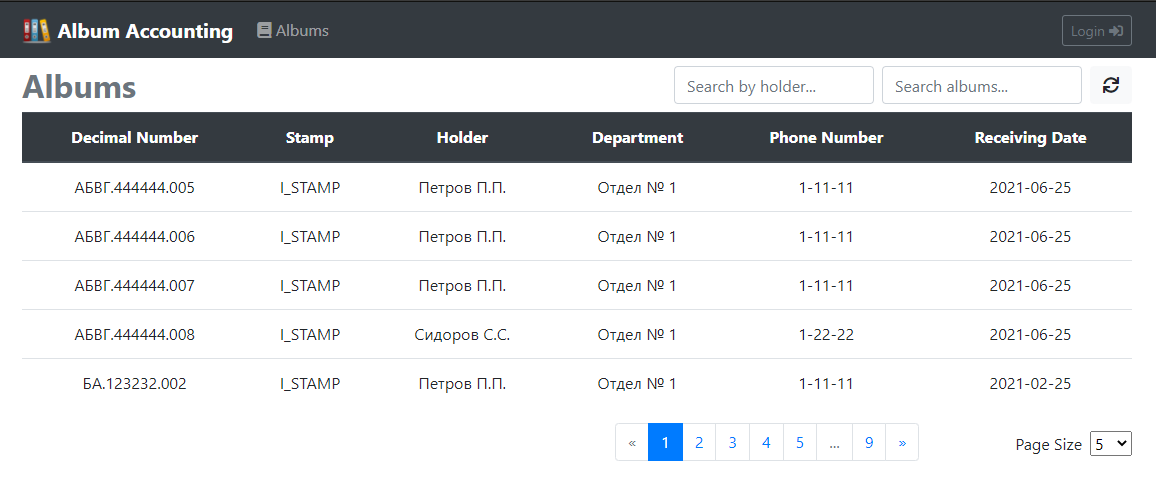 Album Accounting Albums Login
Albums Search by holder... Search albums...
Decimal Number Stamp Holder Department Phone Number Receiving Date
АБВГ.444444.005 I_STAMP Петров П.П. Отдел № 1 1-11-11 2021-06-25
АБВГ.444444.006 I_STAMP Петров П.П. Отдел № 1 1-11-11 2021-06-25
АБВГ.444444.007 I_STAMP Петров П.П. Отдел № 1 1-11-11 2021-06-25
АБВГ.444444.008 I_STAMP Сидоров С.С. Отдел № 1 1-22-22 2021-06-25
БА.123232.002 I_STAMP Петров П.П. Отдел № 1 1-11-11 2021-02-25
« 1 2 3 4 5 ... 9 » Page Size 5